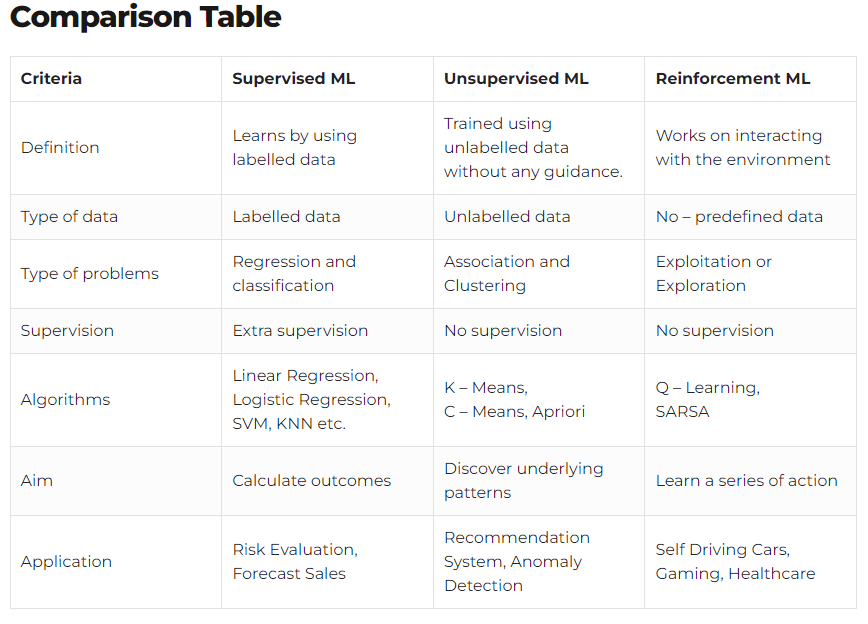 Comparison Table
Criteria
Supervised ML
Unsupervised ML
Reinforcement ML
Definition
Learns by using
labelled data
Trained using
unlabelled data
without any guidance.
Works on interacting
with the environment
Type of data
Labelled data
Unlabelled data
No – predefined data
Type of problems
Regression and
classification
Association and
Clustering
Exploitation or
Exploration
Supervision
Extra supervision
No supervision
No supervision
Algorithms
Linear Regression,
Logistic Regression,
SVM, KNN etc.
K – Means,
C – Means, Apriori
Q – Learning,
SARSA
Aim
Calculate outcomes
Discover underlying
patterns
Learn a series of action
Application
Risk Evaluation,
Forecast Sales
Recommendation
System, Anomaly
Detection
Self Driving Cars,
Gaming, Healthcare